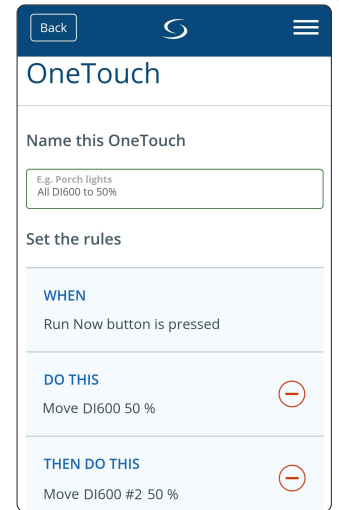 Back
OneTouch
Name this OneTouch
E.g. Porch lights
All DI600 to 50%
Set the rules
WHEN
Run Now button is pressed
DO THIS
Move DI600 50 %
THEN DO THIS
Move DI600 #2 50 %